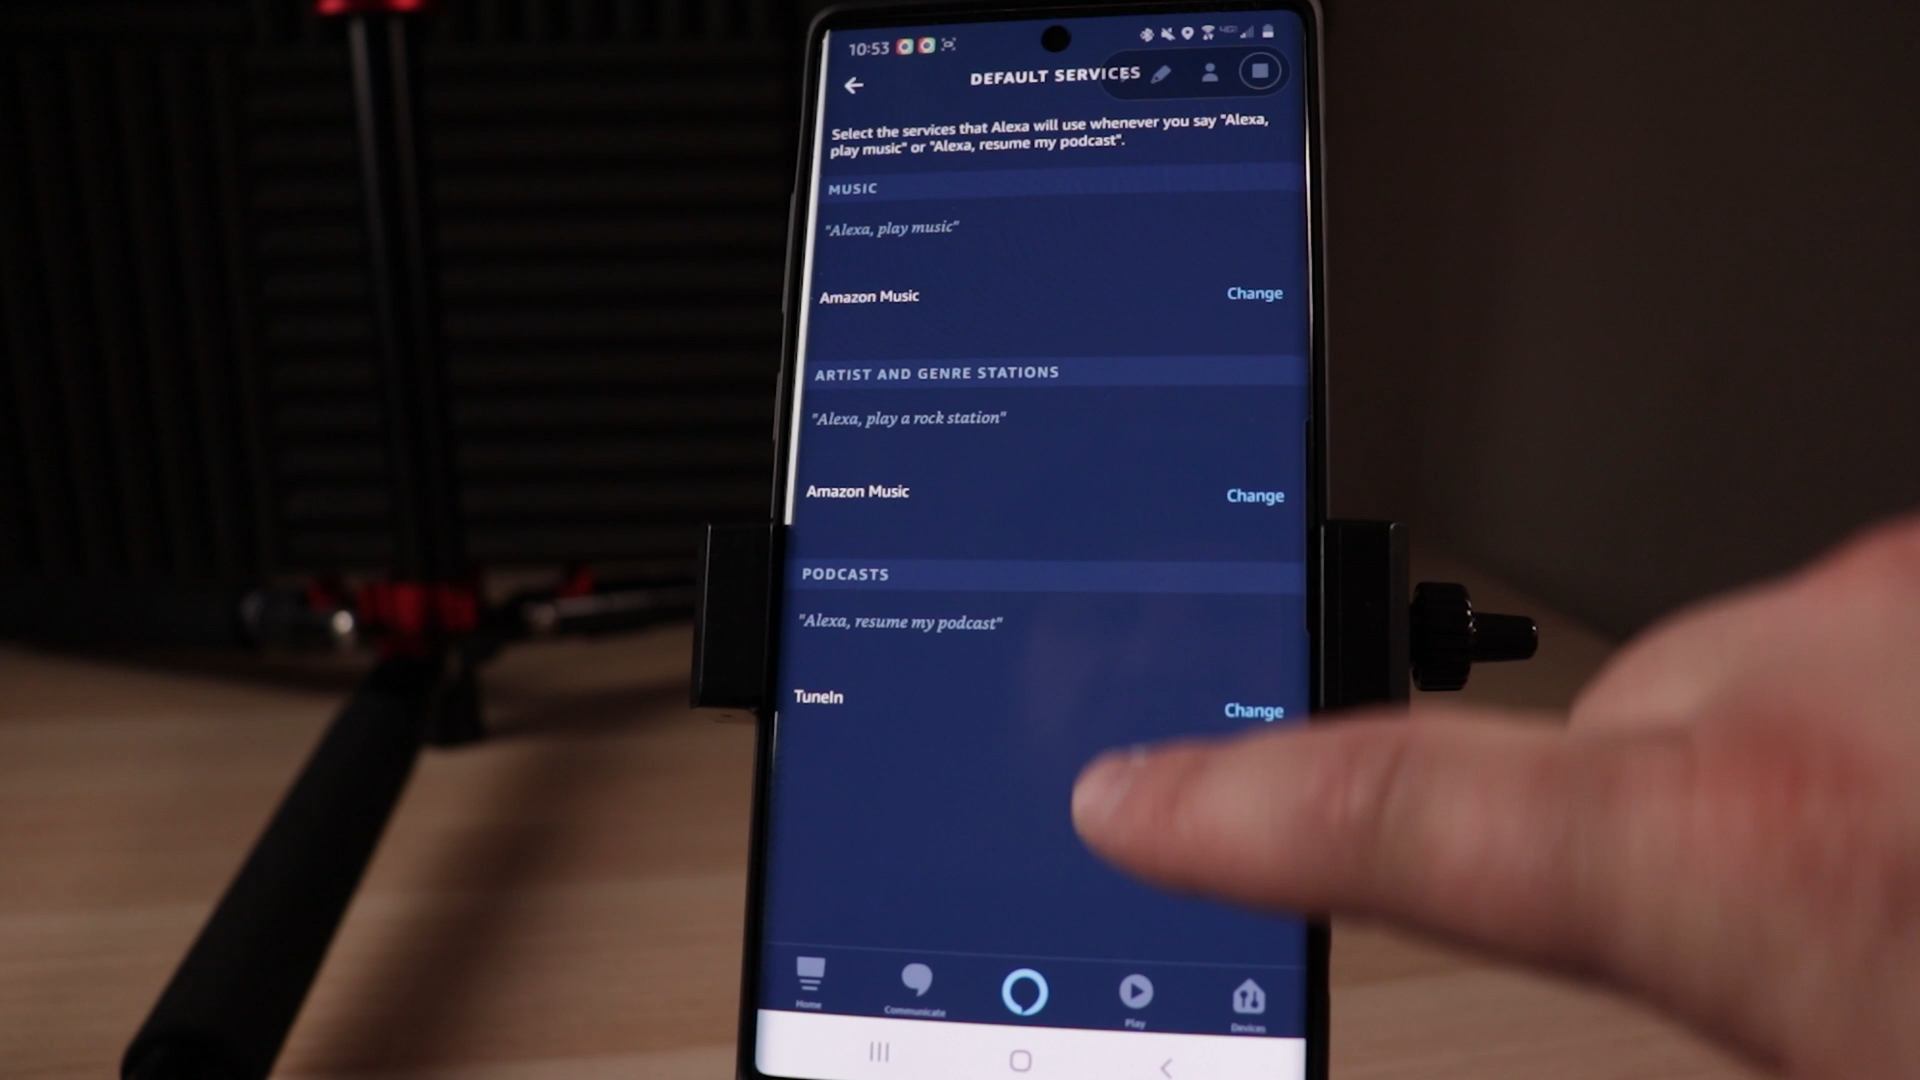 10:53
DEFAULT SERVICES
Select the services that Alexa will use whenever you say "Alexa,
play music" or "Alexa, resume my podcast".
MUSIC
"Alexa, play music"
Amazon Music
Change
ARTIST AND GENRE STATIONS
"Alexa, play a rock station"
Amazon Music
Change
PODCASTS
"Alexa, resume my podcast"
TuneIn
Change
Home
Communicate
Play
Devices